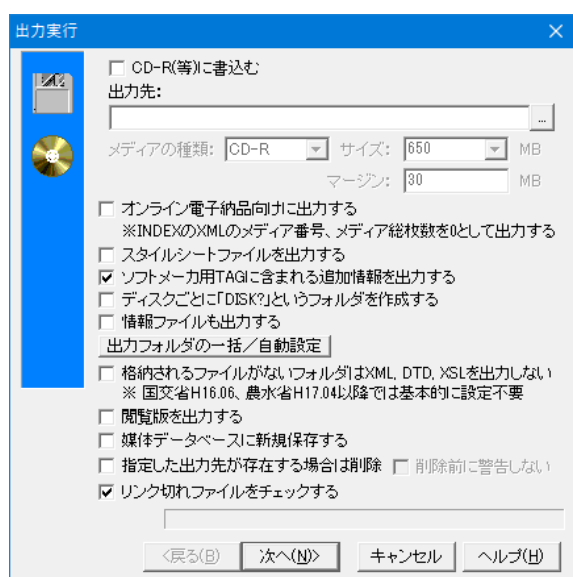 出力実行
CD-R(等)に書込む
出力先:
...
メディアの種類: CD-R サイズ: 650 MB
マージン: 30 MB
オンライン電子納品向けに出力する
※INDEXのXMLのメディア番号、メディア総枚数を0として出力する
スタイルシートファイルを出力する
ソフトメーカ用TAGに含まれる追加情報を出力する
ディスクごとに「DISK?」というフォルダを作成する
情報ファイルも出力する
出力フォルダの一括/自動設定
格納されるファイルがないフォルダはXML, DTD, XSLを出力しない
※ 国交省H16.06、農水省H17.04以降では基本的に設定不要
閲覧版を出力する
媒体データベースに新規保存する
指定した出力先が存在する場合は削除 削除前に警告しない
リンク切れファイルをチェックする
<戻る(B) 次へ(N)> キャンセル ヘルプ(H)